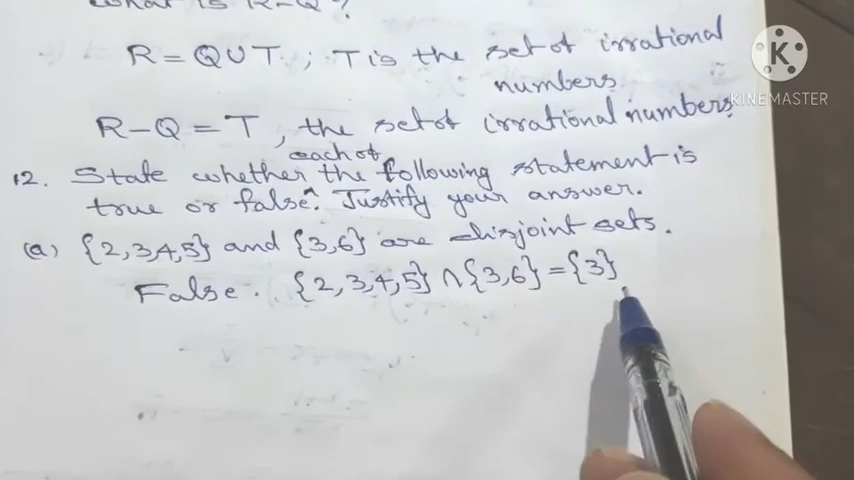 what is R-Q?
R = Q∪T ; T is the set of irrational
numbers.
R-Q = T, the set of irrational numbers
each of
12. State whether ^ the following statement is
true or false. Justify your answer.
(a) {2,3,4,5} and {3,6} are disjoint sets.
False. {2,3,4,5} ∩ {3,6} = {3}
K
KINEMASTER